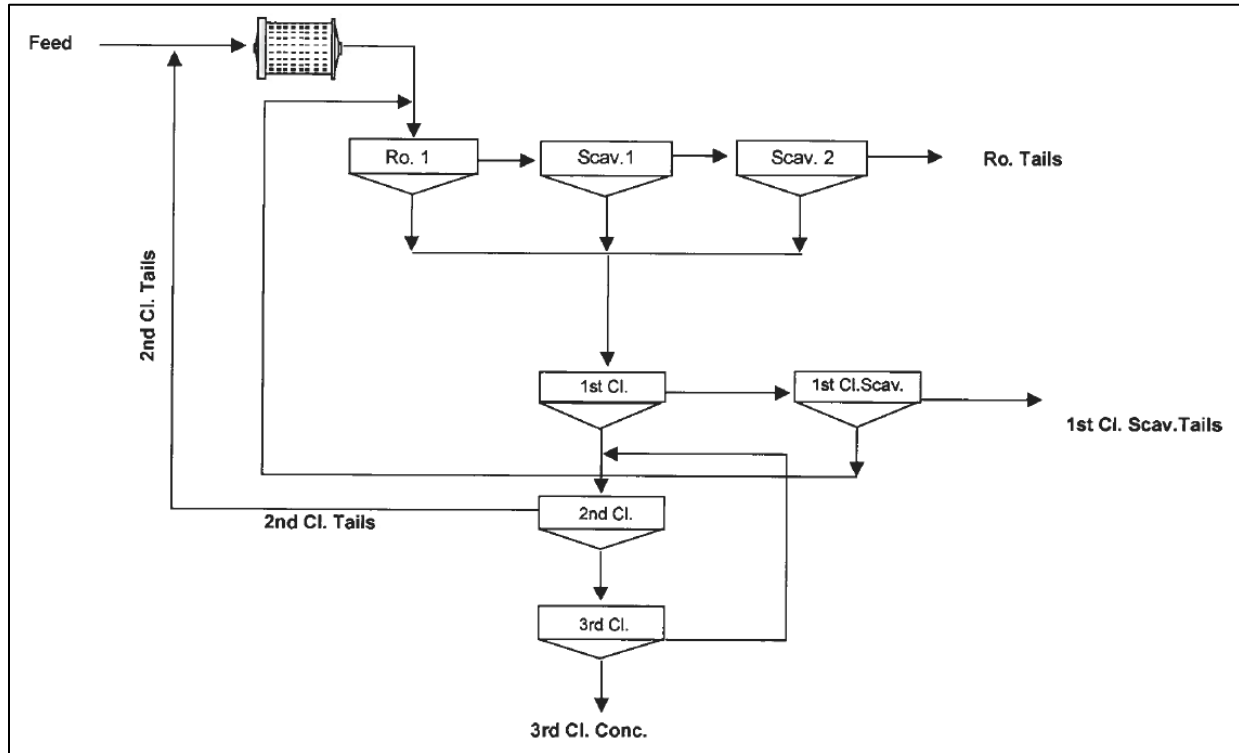 Feed
Ro. 1
Scav.1
Scav. 2
Ro. Tails
2nd Cl. Tails
1st Cl.
1st Cl.Scav.
1st Cl. Scav.Tails
2nd Cl.
2nd Cl. Tails
3rd Cl.
3rd Cl. Conc.